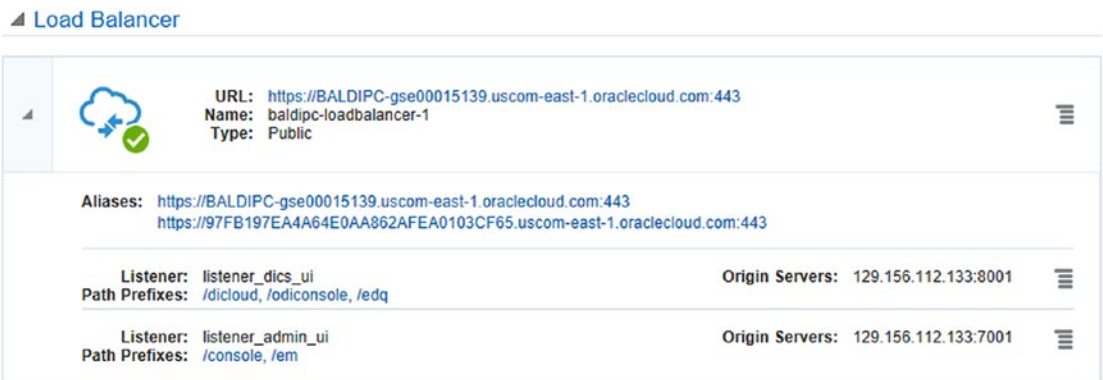 Load Balancer
URL: https://BALDIPC-gse00015139.uscom-east-1.oraclecloud.com:443
Name: baldipc-loadbalancer-1
Type: Public
Aliases: https://BALDIPC-gse00015139.uscom-east-1.oraclecloud.com:443
https://97FB197EA4A64E0AA862AFEA0103CF65.uscom-east-1.oraclecloud.com:443
Listener: listener_dics_ui Origin Servers: 129.156.112.133:8001
Path Prefixes: /dicloud, /odiconsole, /edq
Listener: listener_admin_ui Origin Servers: 129.156.112.133:7001
Path Prefixes: /console, /em